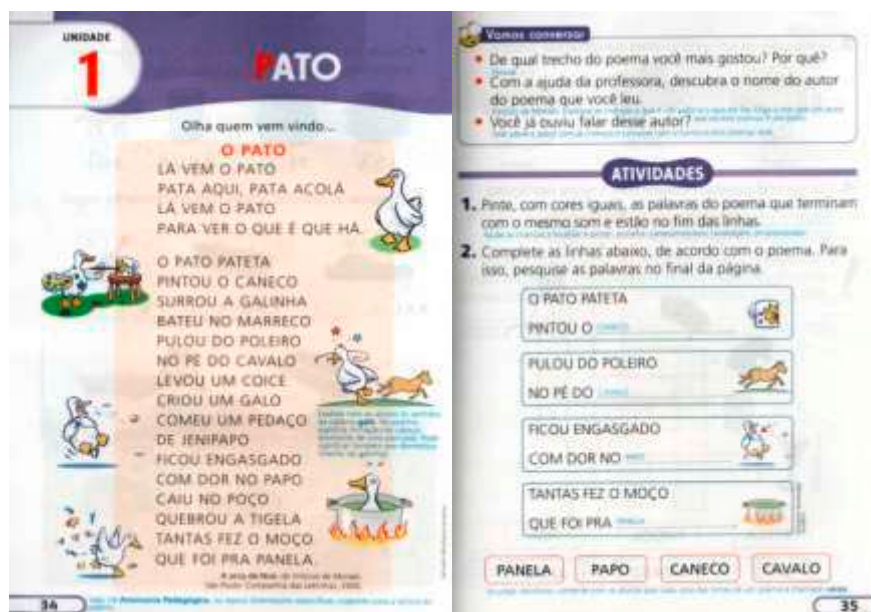 UNIDADE
1
PATO
Olha quem vem vindo...
O PATO
LÁ VEM O PATO
PATA AQUI, PATA ACOLÁ
LÁ VEM O PATO
PARA VER O QUE É QUE HÁ.
O PATO PATETA
PINTOU O CANECO
SURROU A GALINHA
BATEU NO MARRECO
PULOU DO POLEIRO
NO PÉ DO CAVALO
LEVOU UM COICE
CRIOU UM GALO
COMEU UM PEDAÇO
DE JENIPAPO
FICOU ENGASGADO
COM DOR NO PAPO
CAIU NO POÇO
QUEBROU A TIGELA
TANTAS FEZ O MOÇO
QUE FOI PRA PANELA.
34
Vamos conversar
De qual trecho do poema você mais gostou? Por quê?
Com a ajuda da professora, descubra o nome do autor
do poema que você leu.
Você já ouviu falar desse autor?
ATIVIDADES
1. Pinte, com cores iguais, as palavras do poema que terminam
com o mesmo som e estão no fim das linhas.
2. Complete as linhas abaixo, de acordo com o poema. Para
isso, pesquise as palavras no final da página.
O PATO PATETA
PINTOU O
PULOU DO POLEIRO
NO PÉ DO
FICOU ENGASGADO
COM DOR NO
TANTAS FEZ O MOÇO
QUE FOI PRA
PANELA PAPO CANECO CAVALO
35